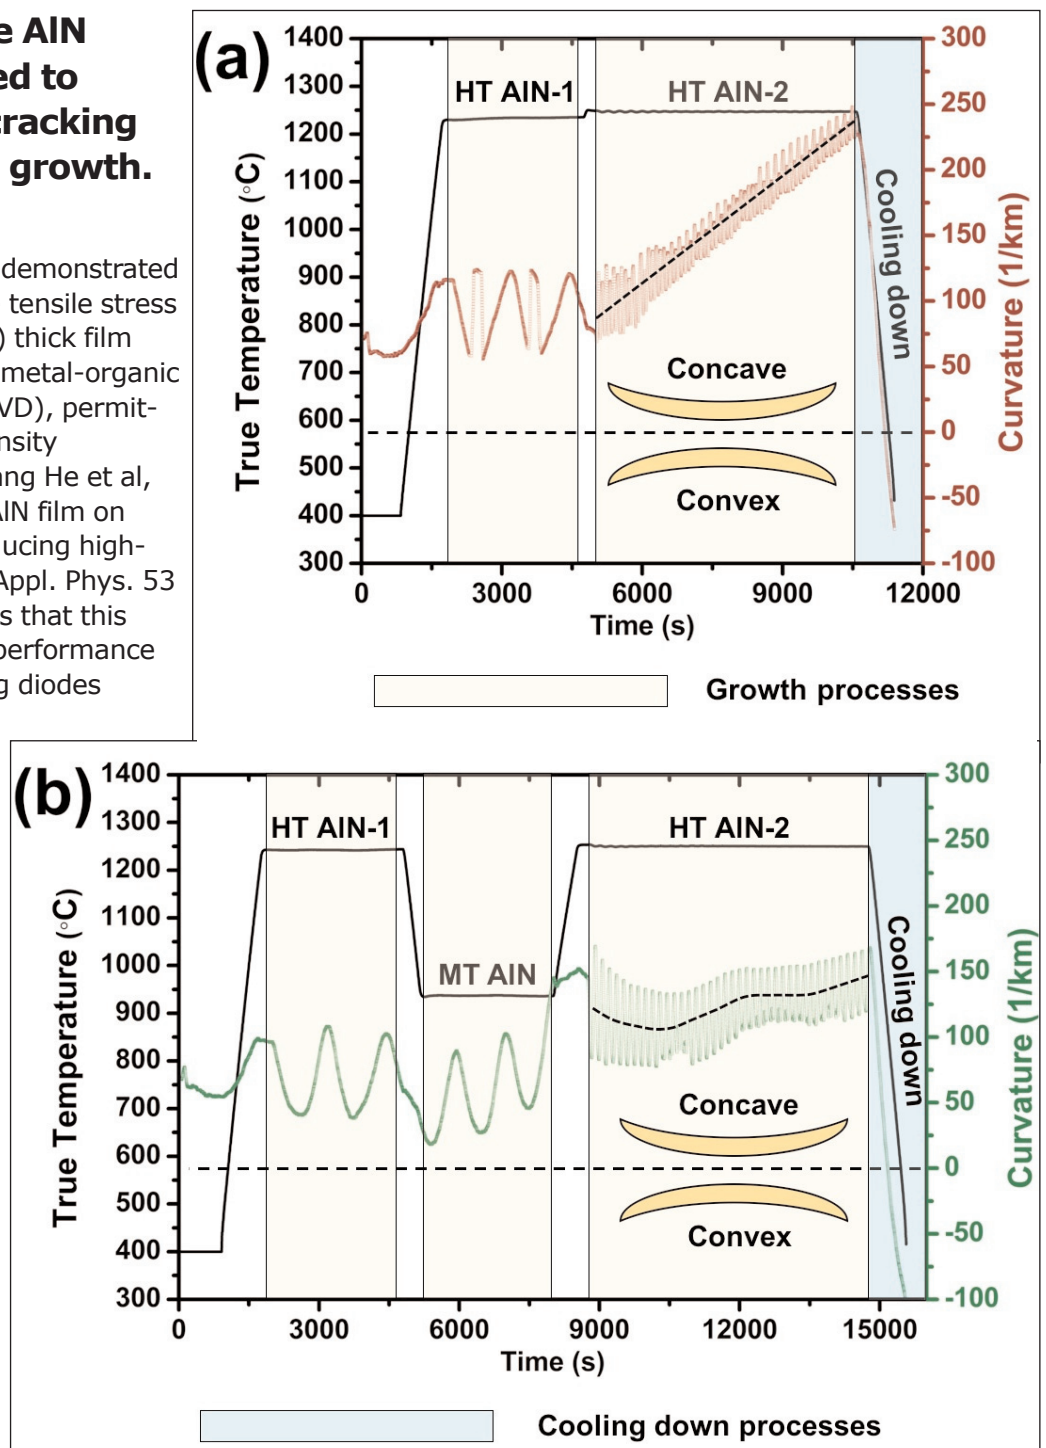 e AlN
ed to
cracking
growth.
demonstrated
tensile stress
) thick film
metal-organic
VD), permit-
nsity
ang He et al,
AlN film on
ucing high-
Appl. Phys. 53
s that this
performance
g diodes
(a)
1400
1300
1200
1100
1000
900
800
700
600
500
400
300
True Temperature (°C)
HT AlN-1
HT AlN-2
Cooling down
Concave
Convex
300
250
200
150
100
50
0
-50
-100
Curvature (1/km)
0 3000 6000 9000 12000
Time (s)
Growth processes
(b)
1400
1300
1200
1100
1000
900
800
700
600
500
400
300
True Temperature (°C)
HT AlN-1
MT AlN
HT AlN-2
Cooling down
Concave
Convex
300
250
200
150
100
50
0
-50
-100
Curvature (1/km)
0 3000 6000 9000 12000 15000
Time (s)
Cooling down processes